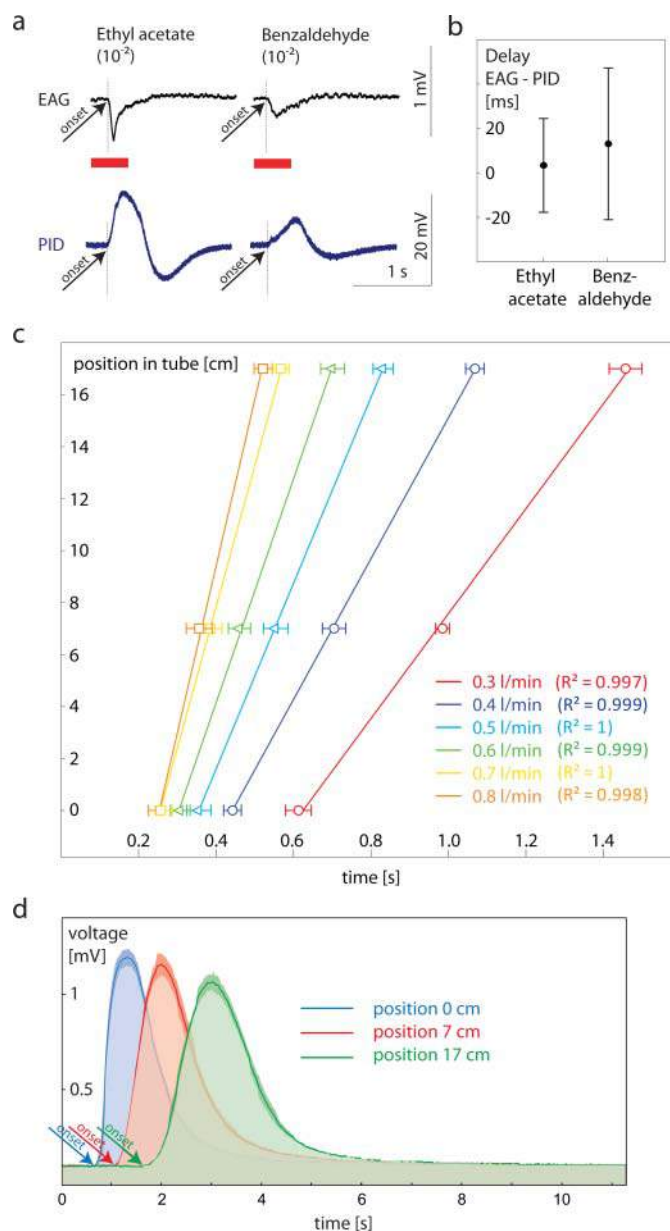 a
Ethyl acetate
(10⁻²)
Benzaldehyde
(10⁻²)
EAG
onset
onset
1 mV
PID
onset
onset
20 mV
1 s
b
Delay
EAG - PID
[ms]
20
0
-20
Ethyl
acetate
Benz-
aldehyde
c
position in tube [cm]
16
14
12
10
8
6
4
2
0
0.3 l/min (R² = 0.997)
0.4 l/min (R² = 0.999)
0.5 l/min (R² = 1)
0.6 l/min (R² = 0.999)
0.7 l/min (R² = 1)
0.8 l/min (R² = 0.998)
0.2 0.4 0.6 0.8 1.0 1.2 1.4
time [s]
d
voltage
[mV]
1
0.5
position 0 cm
position 7 cm
position 17 cm
onset
onset
onset
0 2 4 6 8 10
time [s]